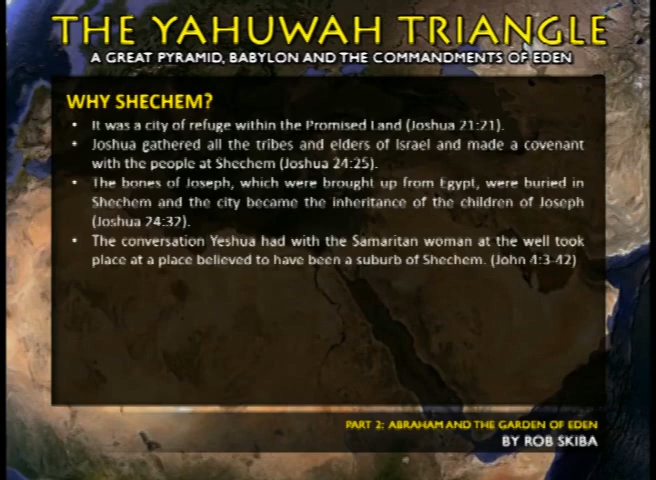 THE YAHUWAH TRIANGLE
A GREAT PYRAMID, BABYLON AND THE COMMANDMENTS OF EDEN
WHY SHECHEM?
• It was a city of refuge within the Promised Land (Joshua 21:21).
• Joshua gathered all the tribes and elders of Israel and made a covenant
with the people at Shechem (Joshua 24:25).
• The bones of Joseph, which were brought up from Egypt, were buried in
Shechem and the city became the inheritance of the children of Joseph
(Joshua 24:32).
• The conversation Yeshua had with the Samaritan woman at the well took
place at a place believed to have been a suburb of Shechem. (John 4:3-42)
PART 2: ABRAHAM AND THE GARDEN OF EDEN
BY ROB SKIBA